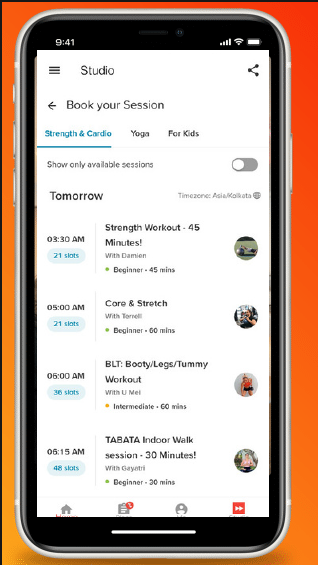 9:41
Studio
Book your Session
Strength & Cardio Yoga For Kids
Show only available sessions
Tomorrow Timezone: Asia/Kolkata
Strength Workout - 45
03:30 AM Minutes!
21 slots With Damien
Beginner • 45 mins
Core & Stretch
05:00 AM
With Terrell
21 slots
Beginner • 60 mins
BLT: Booty/Legs/Tummy
06:00 AM Workout
36 slots With Li Mei
Intermediate • 60 mins
TABATA Indoor Walk
06:15 AM session - 30 Minutes!
48 slots With Gayatri
Beginner • 30 mins